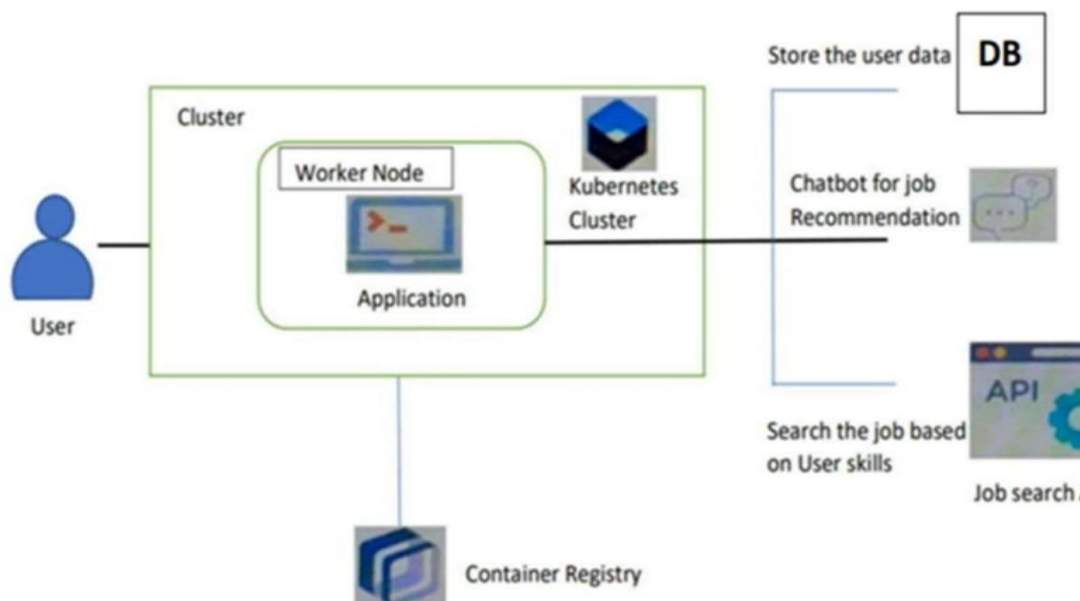 Store the user data
DB
Cluster
Worker Node
Kubernetes
Cluster
Chatbot for job
Recommendation
Application
User
API
Search the job based
on User skills
Job search
Container Registry